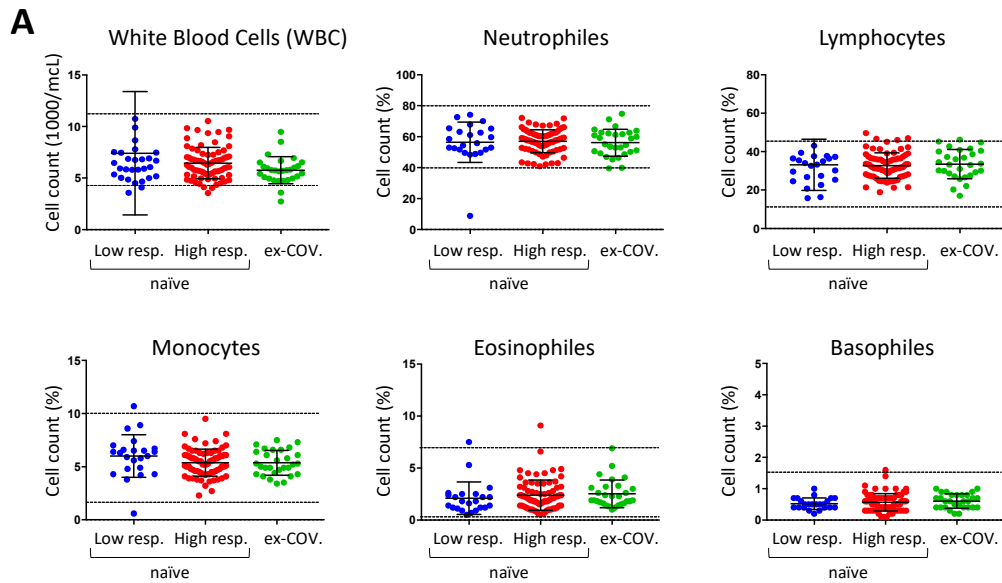 A
White Blood Cells (WBC)
Cell count (1000/mcL)
15
10
5
0
Low resp. High resp. ex-COV.
naïve
Neutrophiles
Cell count (%)
100
80
60
40
20
0
Low resp. High resp. ex-COV.
naïve
Lymphocytes
Cell count (%)
80
60
40
20
0
Low resp. High resp. ex-COV.
naïve
Monocytes
Cell count (%)
15
10
5
0
Low resp. High resp. ex-COV.
naïve
Eosinophiles
Cell count (%)
15
10
5
0
Low resp. High resp. ex-COV.
naïve
Basophiles
Cell count (%)
5
4
3
2
1
0
Low resp. High resp. ex-COV.
naïve